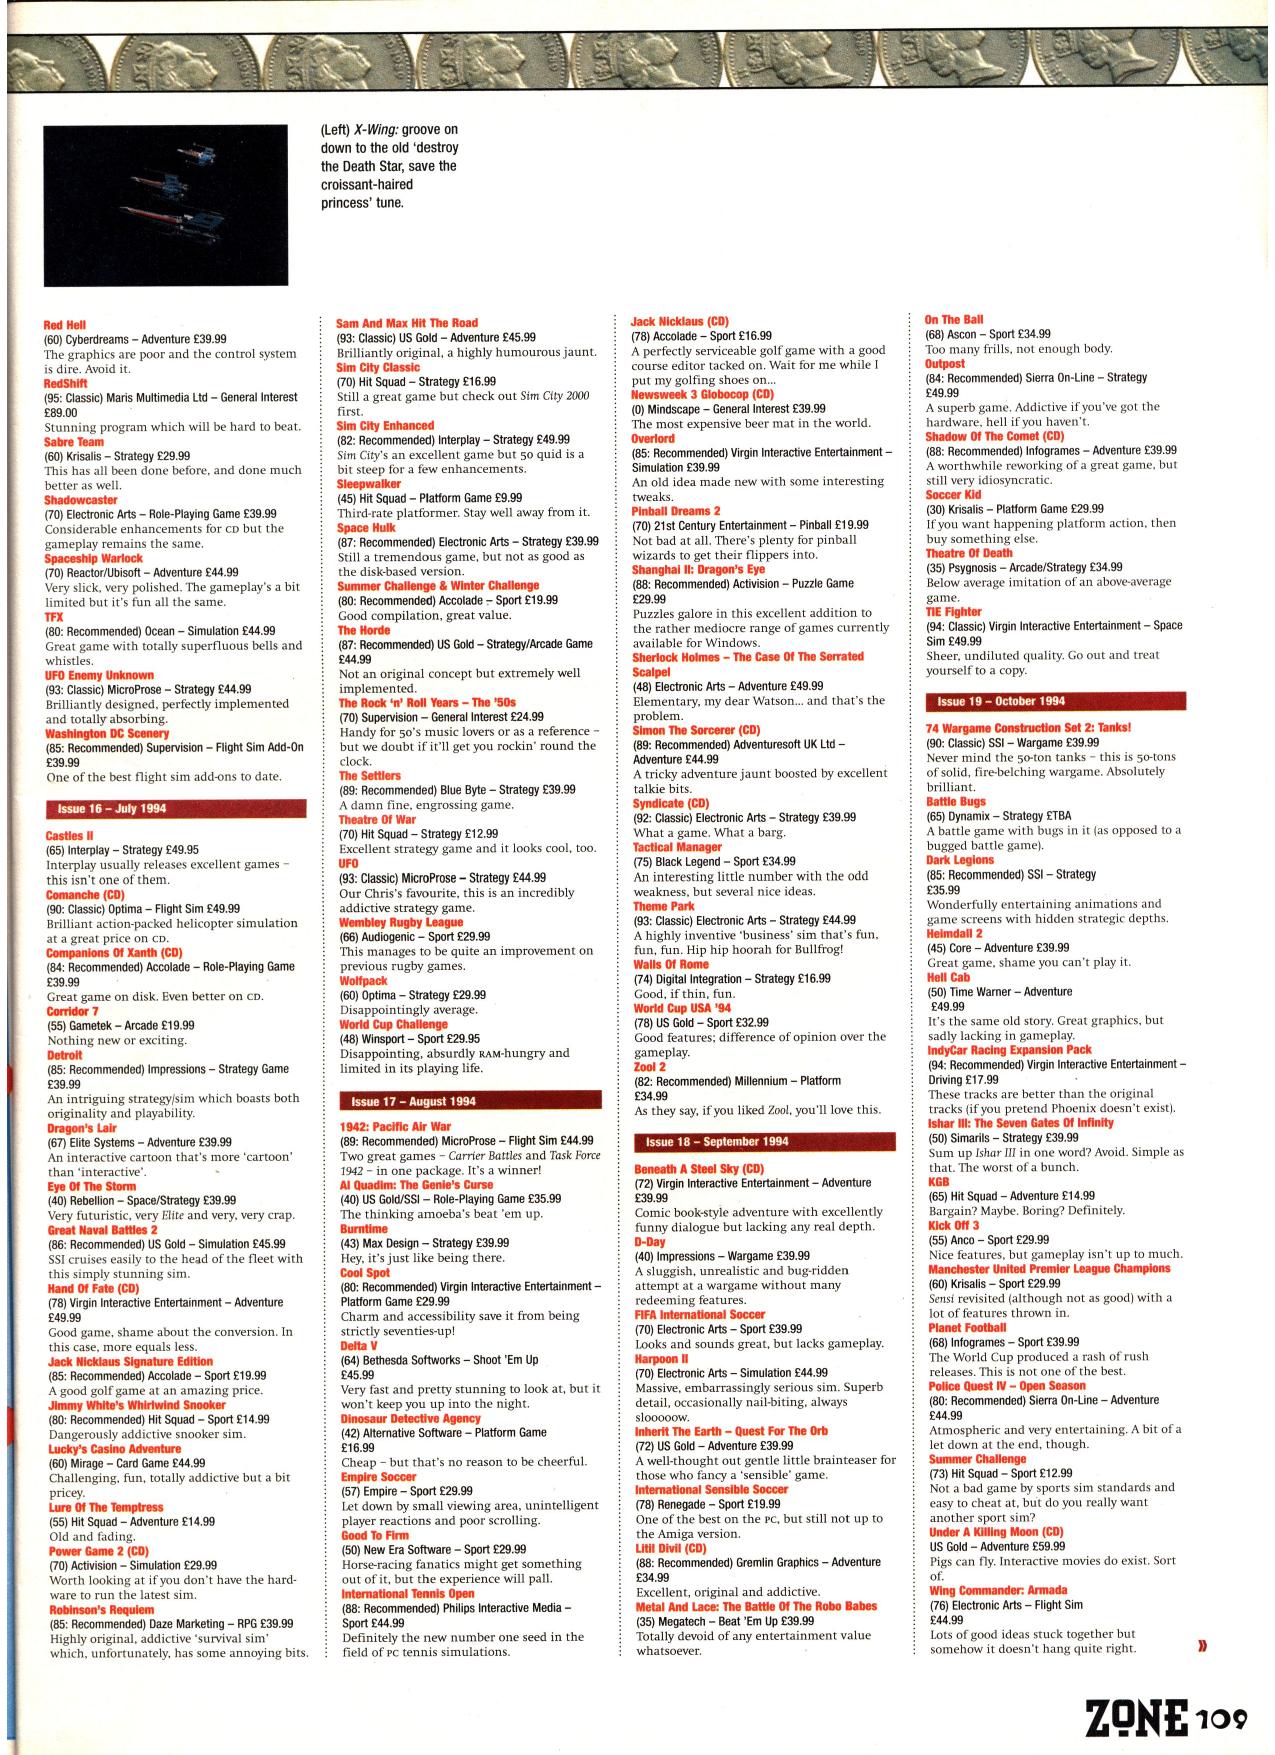 (Left) X-Wing: groove on
down to the old ‘destroy
the Death Star, save the
croissant-haired
princess’ tune.
Red Hell
(60) Cyberdreams – Adventure £39.99
The graphics are poor and the control system
is dire. Avoid it.
RedShift
(95: Classic) Maris Multimedia Ltd – General Interest
£89.00
Stunning program which will be hard to beat.
Sabre Team
(60) Krisalis – Strategy £29.99
This has all been done before, and done much
better as well.
Shadowcaster
(70) Electronic Arts – Role-Playing Game £39.99
Considerable enhancements for CD but the
gameplay remains the same.
Spaceship Warlock
(70) Reactor/Ubisoft – Adventure £44.99
Very slick, very polished. The gameplay's a bit
limited but it's fun all the same.
TFX
(80: Recommended) Ocean – Simulation £44.99
Great game with totally superfluous bells and
whistles.
UFO Enemy Unknown
(93: Classic) MicroProse – Strategy £44.99
Brilliantly designed, perfectly implemented
and totally absorbing.
Washington DC Scenery
(85: Recommended) Supervision – Flight Sim Add-On
£39.99
One of the best flight sim add-ons to date.
Issue 16 – July 1994
Castles II
(65) Interplay – Strategy £49.95
Interplay usually releases excellent games –
this isn't one of them.
Comanche (CD)
(90: Classic) Optima – Flight Sim £49.99
Brilliant action-packed helicopter simulation
at a great price on CD.
Companions Of Xanth (CD)
(84: Recommended) Accolade – Role-Playing Game
£39.99
Great game on disk. Even better on CD.
Corridor 7
(55) Gametek – Arcade £19.99
Nothing new or exciting.
Detroit
(85: Recommended) Impressions – Strategy Game
£39.99
An intriguing strategy/sim which boasts both
originality and playability.
Dragon's Lair
(67) Elite Systems – Adventure £39.99
An interactive cartoon that's more ‘cartoon’
than ‘interactive’.
Eye Of The Storm
(40) Rebellion – Space/Strategy £39.99
Very futuristic, very Elite and very, very crap.
Great Naval Battles 2
(86: Recommended) US Gold – Simulation £45.99
SSI cruises easily to the head of the fleet with
this simply stunning sim.
Hand Of Fate (CD)
(78) Virgin Interactive Entertainment – Adventure
£49.99
Good game, shame about the conversion. In
this case, more equals less.
Jack Nicklaus Signature Edition
(85: Recommended) Accolade – Sport £19.99
A good golf game at an amazing price.
Jimmy White's Whirlwind Snooker
(80: Recommended) Hit Squad – Sport £14.99
Dangerously addictive snooker sim.
Lucky's Casino Adventure
(60) Mirage – Card Game £44.99
Challenging, fun, totally addictive but a bit
pricey.
Lure Of The Temptress
(55) Hit Squad – Adventure £14.99
Old and fading.
Power Game 2 (CD)
(70) Activision – Simulation £29.99
Worth looking at if you don't have the hard-
ware to run the latest sim.
Robinson's Requiem
(85: Recommended) Daze Marketing – RPG £39.99
Highly original, addictive ‘survival sim’
which, unfortunately, has some annoying bits.
Sam And Max Hit The Road
(93: Classic) US Gold – Adventure £45.99
Brilliantly original, a highly humourous jaunt.
Sim City Classic
(70) Hit Squad – Strategy £16.99
Still a great game but check out Sim City 2000
first.
Sim City Enhanced
(82: Recommended) Interplay – Strategy £49.99
Sim City's an excellent game but 50 quid is a
bit steep for a few enhancements.
Sleepwalker
(45) Hit Squad – Platform Game £9.99
Third-rate platformer. Stay well away from it.
Space Hulk
(87: Recommended) Electronic Arts – Strategy £39.99
Still a tremendous game, but not as good as
the disk-based version.
Summer Challenge & Winter Challenge
(80: Recommended) Accolade – Sport £19.99
Good compilation, great value.
The Horde
(87: Recommended) US Gold – Strategy/Arcade Game
£44.99
Not an original concept but extremely well
implemented.
The Rock ‘n’ Roll Years – The ’50s
(70) Supervision – General Interest £24.99
Handy for 50's music lovers or as a reference –
but we doubt if it'll get you rockin' round the
clock.
The Settlers
(89: Recommended) Blue Byte – Strategy £39.99
A damn fine, engrossing game.
Theatre Of War
(70) Hit Squad – Strategy £12.99
Excellent strategy game and it looks cool, too.
UFO
(93: Classic) MicroProse – Strategy £44.99
Our Chris's favourite, this is an incredibly
addictive strategy game.
Wembley Rugby League
(66) Audiogenic – Sport £29.99
This manages to be quite an improvement on
previous rugby games.
Wolfpack
(60) Optima – Strategy £29.99
Disappointingly average.
World Cup Challenge
(48) Winsport – Sport £29.95
Disappointing, absurdly RAM-hungry and
limited in its playing life.
Issue 17 – August 1994
1942: Pacific Air War
(89: Recommended) MicroProse – Flight Sim £44.99
Two great games – Carrier Battles and Task Force
1942 – in one package. It's a winner!
Al Quadim: The Genie's Curse
(40) US Gold/SSI – Role-Playing Game £35.99
The thinking amoeba's beat 'em up.
Burntime
(43) Max Design – Strategy £39.99
Hey, it's just like being there.
Cool Spot
(80: Recommended) Virgin Interactive Entertainment –
Platform Game £29.99
Charm and accessibility save it from being
strictly seventies-up!
Delta V
(64) Bethesda Softworks – Shoot 'Em Up
£45.99
Very fast and pretty stunning to look at, but it
won't keep you up into the night.
Dinosaur Detective Agency
(42) Alternative Software – Platform Game
£16.99
Cheap – but that's no reason to be cheerful.
Empire Soccer
(57) Empire – Sport £29.99
Let down by small viewing area, unintelligent
player reactions and poor scrolling.
Good To Firm
(50) New Era Software – Sport £29.99
Horse-racing fanatics might get something
out of it, but the experience will pall.
International Tennis Open
(88: Recommended) Philips Interactive Media –
Sport £44.99
Definitely the new number one seed in the
field of PC tennis simulations.
Jack Nicklaus (CD)
(78) Accolade – Sport £16.99
A perfectly serviceable golf game with a good
course editor tacked on. Wait for me while I
put my golfing shoes on...
Newsweek 3 Globocop (CD)
(0) Mindscape – General Interest £39.99
The most expensive beer mat in the world.
Overlord
(85: Recommended) Virgin Interactive Entertainment –
Simulation £39.99
An old idea made new with some interesting
tweaks.
Pinball Dreams 2
(70) 21st Century Entertainment – Pinball £19.99
Not bad at all. There's plenty for pinball
wizards to get their flippers into.
Shanghai II: Dragon's Eye
(88: Recommended) Activision – Puzzle Game
£29.99
Puzzles galore in this excellent addition to
the rather mediocre range of games currently
available for Windows.
Sherlock Holmes – The Case Of The Serrated
Scalpel
(48) Electronic Arts – Adventure £49.99
Elementary, my dear Watson... and that's the
problem.
Simon The Sorcerer (CD)
(89: Recommended) Adventuresoft UK Ltd –
Adventure £44.99
A tricky adventure jaunt boosted by excellent
talkie bits.
Syndicate (CD)
(92: Classic) Electronic Arts – Strategy £39.99
What a game. What a barg.
Tactical Manager
(75) Black Legend – Sport £34.99
An interesting little number with the odd
weakness, but several nice ideas.
Theme Park
(93: Classic) Electronic Arts – Strategy £44.99
A highly inventive ‘business’ sim that's fun,
fun, fun. Hip hip hoorah for Bullfrog!
Walls Of Rome
(74) Digital Integration – Strategy £16.99
Good, if thin, fun.
World Cup USA '94
(78) US Gold – Sport £32.99
Good features; difference of opinion over the
gameplay.
Zool 2
(82: Recommended) Millennium – Platform
£34.99
As they say, if you liked Zool, you'll love this.
Issue 18 – September 1994
Beneath A Steel Sky (CD)
(72) Virgin Interactive Entertainment – Adventure
£39.99
Comic book-style adventure with excellently
funny dialogue but lacking any real depth.
D-Day
(40) Impressions – Wargame £39.99
A sluggish, unrealistic and bug-ridden
attempt at a wargame without many
redeeming features.
FIFA International Soccer
(70) Electronic Arts – Sport £39.99
Looks and sounds great, but lacks gameplay.
Harpoon II
(70) Electronic Arts – Simulation £44.99
Massive, embarrassingly serious sim. Superb
detail, occasionally nail-biting, always
slooooow.
Inherit The Earth – Quest For The Orb
(72) US Gold – Adventure £39.99
A well-thought out gentle little brainteaser for
those who fancy a ‘sensible’ game.
International Sensible Soccer
(78) Renegade – Sport £19.99
One of the best on the PC, but still not up to
the Amiga version.
Litil Divil (CD)
(88: Recommended) Gremlin Graphics – Adventure
£34.99
Excellent, original and addictive.
Metal And Lace: The Battle Of The Robo Babes
(35) Megatech – Beat 'Em Up £39.99
Totally devoid of any entertainment value
whatsoever.
On The Ball
(68) Ascon – Sport £34.99
Too many frills, not enough body.
Outpost
(84: Recommended) Sierra On-Line – Strategy
£49.99
A superb game. Addictive if you've got the
hardware, hell if you haven't.
Shadow Of The Comet (CD)
(88: Recommended) Infogrames – Adventure £39.99
A worthwhile reworking of a great game, but
still very idiosyncratic.
Soccer Kid
(30) Krisalis – Platform Game £29.99
If you want happening platform action, then
buy something else.
Theatre Of Death
(35) Psygnosis – Arcade/Strategy £34.99
Below average imitation of an above-average
game.
TIE Fighter
(94: Classic) Virgin Interactive Entertainment – Space
Sim £49.99
Sheer, undiluted quality. Go out and treat
yourself to a copy.
Issue 19 – October 1994
74 Wargame Construction Set 2: Tanks!
(90: Classic) SSI – Wargame £39.99
Never mind the 50-ton tanks – this is 50-tons
of solid, fire-belching wargame. Absolutely
brilliant.
Battle Bugs
(65) Dynamix – Strategy £TBA
A battle game with bugs in it (as opposed to a
bugged battle game).
Dark Legions
(85: Recommended) SSI – Strategy
£35.99
Wonderfully entertaining animations and
game screens with hidden strategic depths.
Heimdall 2
(45) Core – Adventure £39.99
Great game, shame you can't play it.
Hell Cab
(50) Time Warner – Adventure
£49.99
It's the same old story. Great graphics, but
sadly lacking in gameplay.
IndyCar Racing Expansion Pack
(94: Recommended) Virgin Interactive Entertainment –
Driving £17.99
These tracks are better than the original
tracks (if you pretend Phoenix doesn't exist).
Ishar III: The Seven Gates Of Infinity
(50) Simarils – Strategy £39.99
Sum up Ishar III in one word? Avoid. Simple as
that. The worst of a bunch.
KGB
(65) Hit Squad – Adventure £14.99
Bargain? Maybe. Boring? Definitely.
Kick Off 3
(55) Anco – Sport £29.99
Nice features, but gameplay isn't up to much.
Manchester United Premier League Champions
(60) Krisalis – Sport £29.99
Sensi revisited (although not as good) with a
lot of features thrown in.
Planet Football
(68) Infogrames – Sport £39.99
The World Cup produced a rash of rush
releases. This is not one of the best.
Police Quest IV – Open Season
(80: Recommended) Sierra On-Line – Adventure
£44.99
Atmospheric and very entertaining. A bit of a
let down at the end, though.
Summer Challenge
(73) Hit Squad – Sport £12.99
Not a bad game by sports sim standards and
easy to cheat at, but do you really want
another sport sim?
Under A Killing Moon (CD)
US Gold – Adventure £59.99
Pigs can fly. Interactive movies do exist. Sort
of.
Wing Commander: Armada
(76) Electronic Arts – Flight Sim
£44.99
Lots of good ideas stuck together but
somehow it doesn't hang quite right.
»
ZONE 109